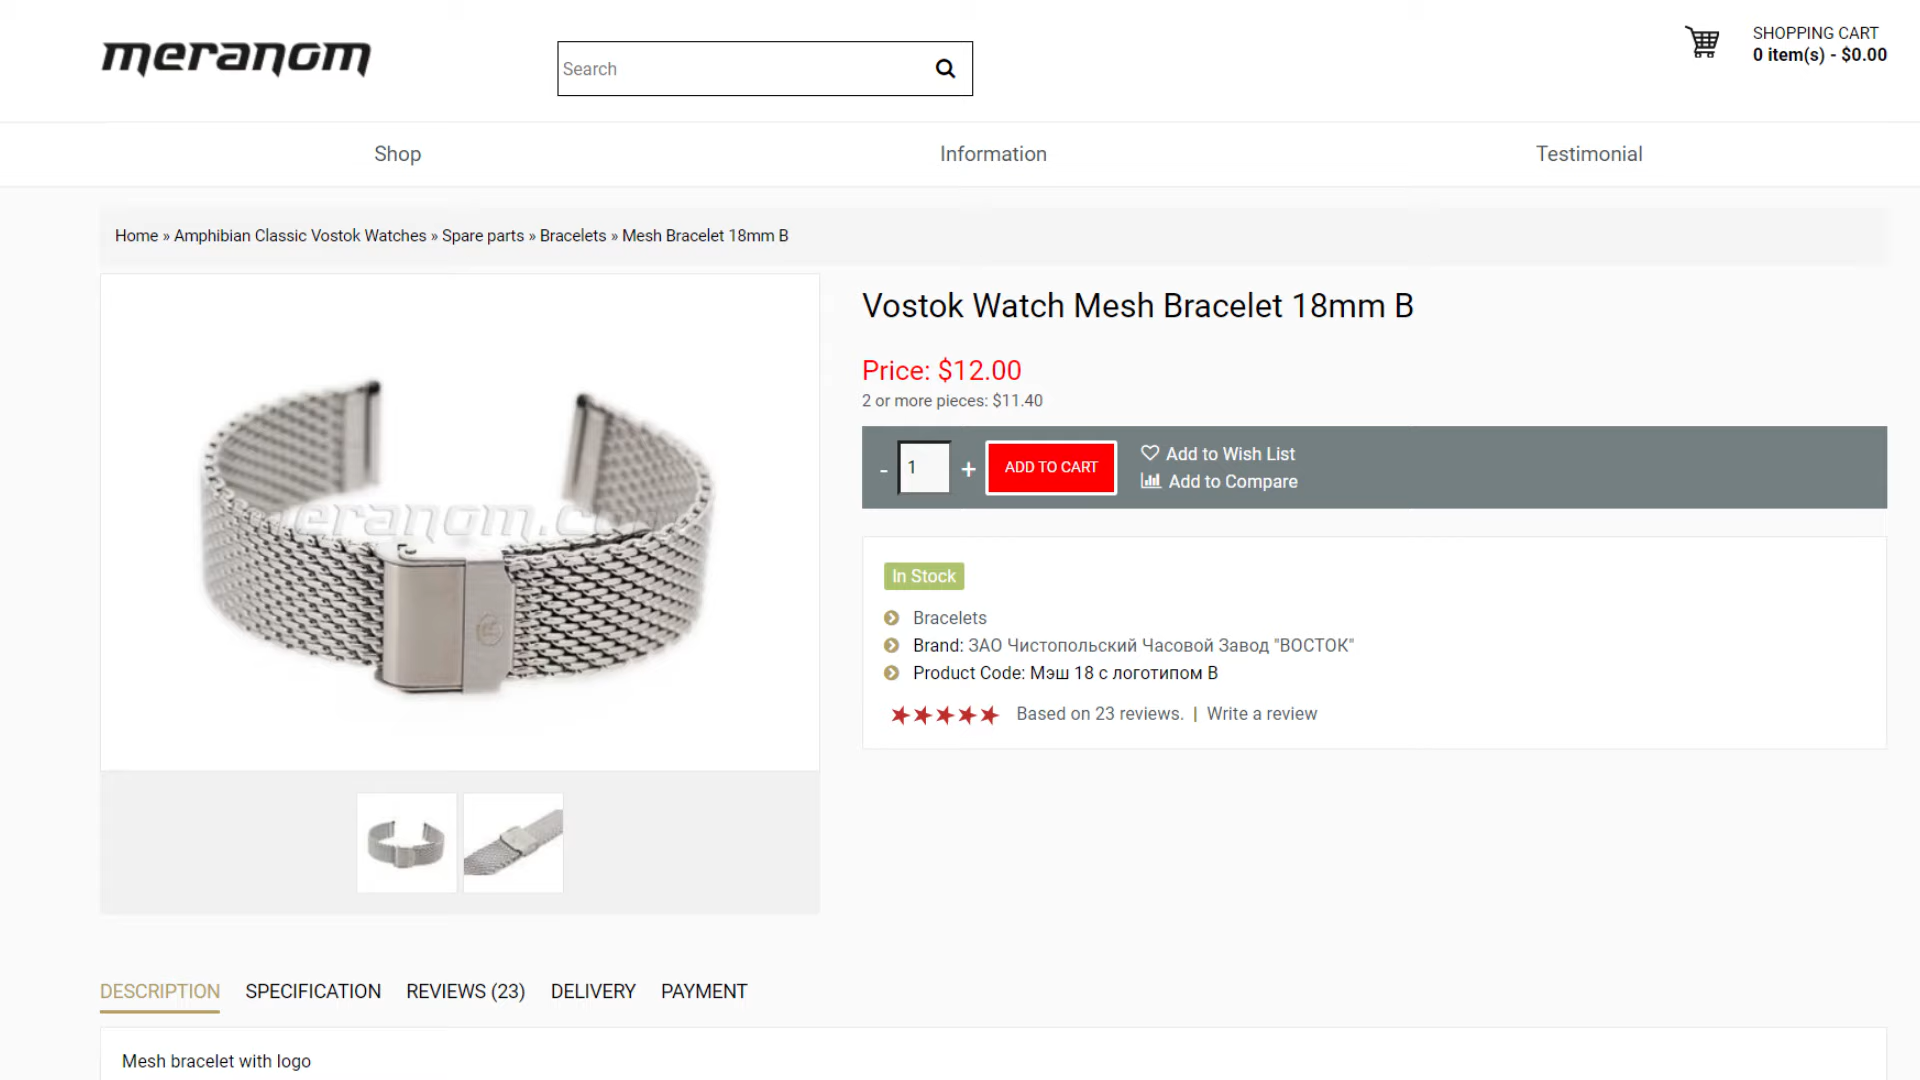 meranom
Search
SHOPPING CART
0 item(s) - $0.00
Shop
Information
Testimonial
Home » Amphibian Classic Vostok Watches » Spare parts » Bracelets » Mesh Bracelet 18mm B
Vostok Watch Mesh Bracelet 18mm B
Price: $12.00
2 or more pieces: $11.40
- 1 + ADD TO CART
Add to Wish List
Add to Compare
In Stock
Bracelets
Brand: ЗАО Чистопольский Часовой Завод "ВОСТОК"
Product Code: Мэш 18 с логотипом В
Based on 23 reviews. | Write a review
DESCRIPTION SPECIFICATION REVIEWS (23) DELIVERY PAYMENT
Mesh bracelet with logo